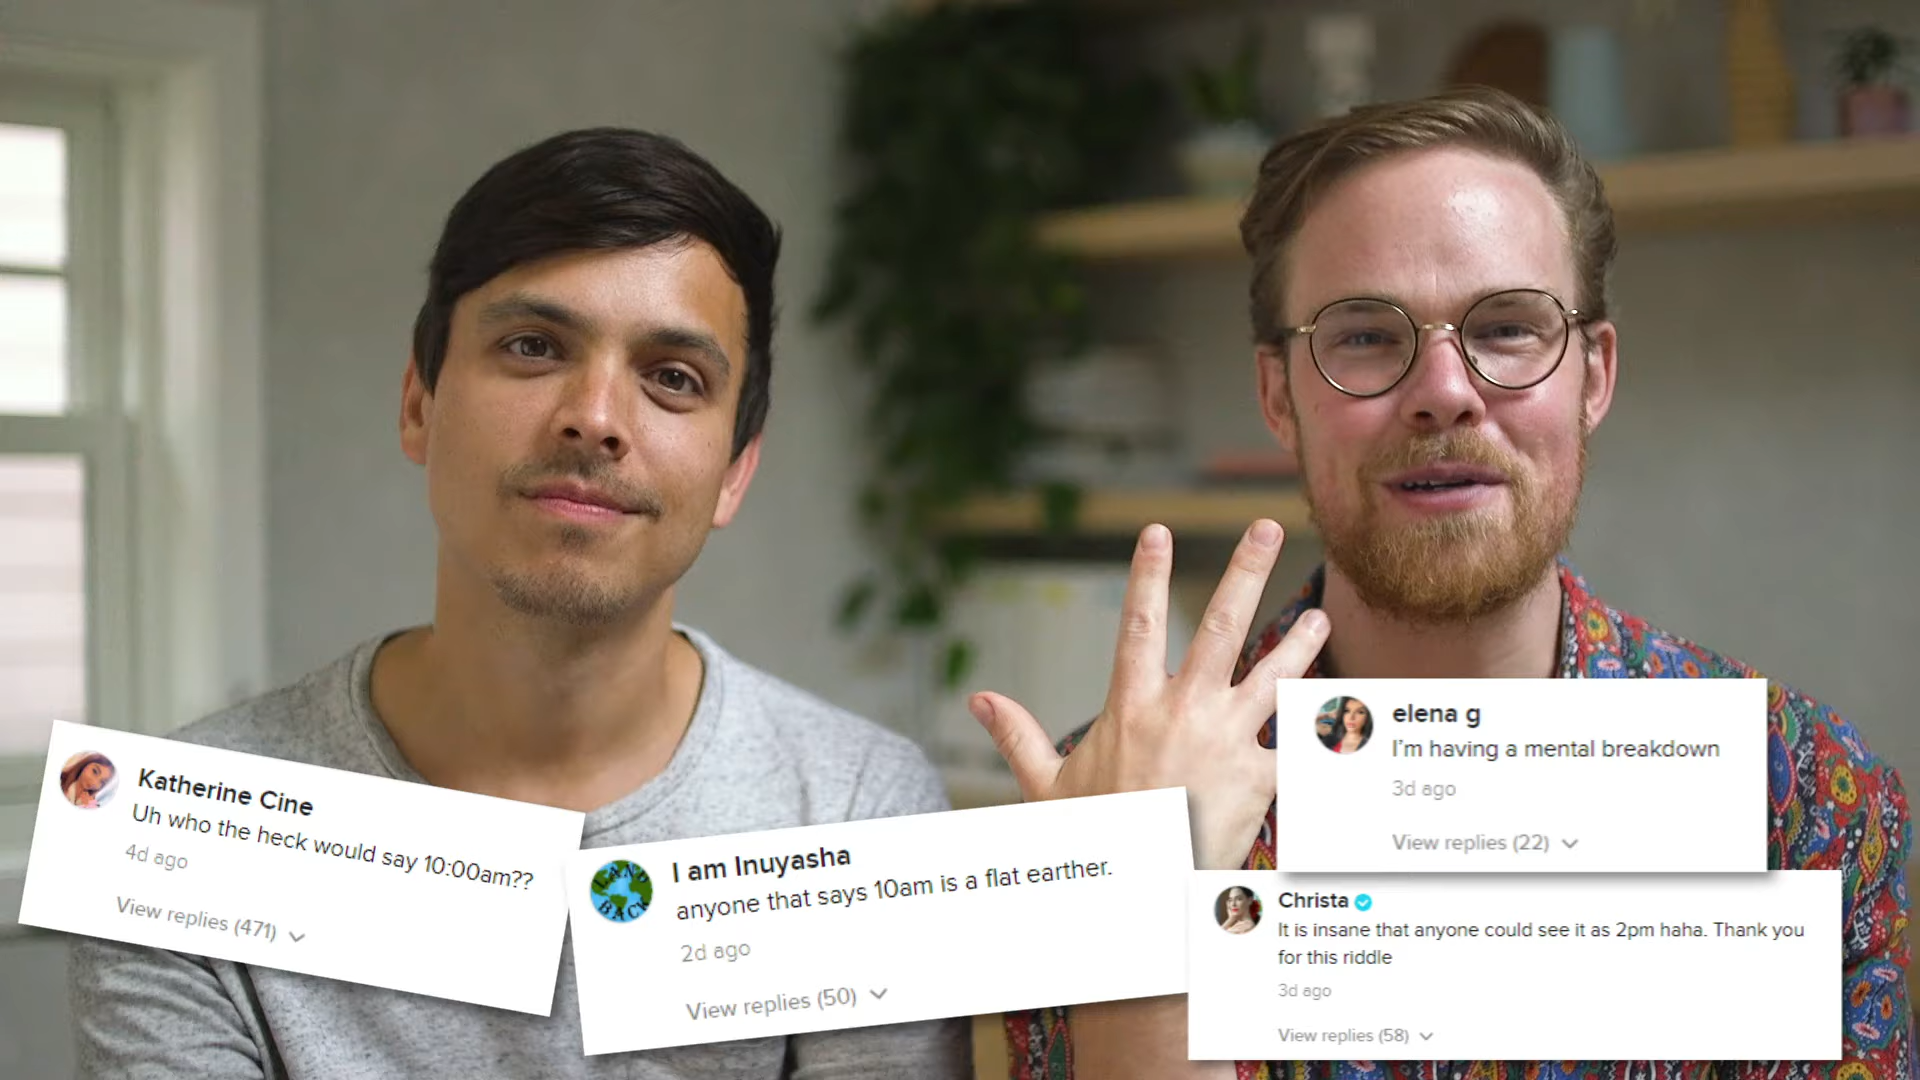 Katherine Cine
Uh who the heck would say 10:00am??
4d ago
View replies (471)
LAND
BACK
I am Inuyasha
anyone that says 10am is a flat earther.
2d ago
View replies (50)
elena g
I'm having a mental breakdown
3d ago
View replies (22)
Christa
It is insane that anyone could see it as 2pm haha. Thank you
for this riddle
3d ago
View replies (58)